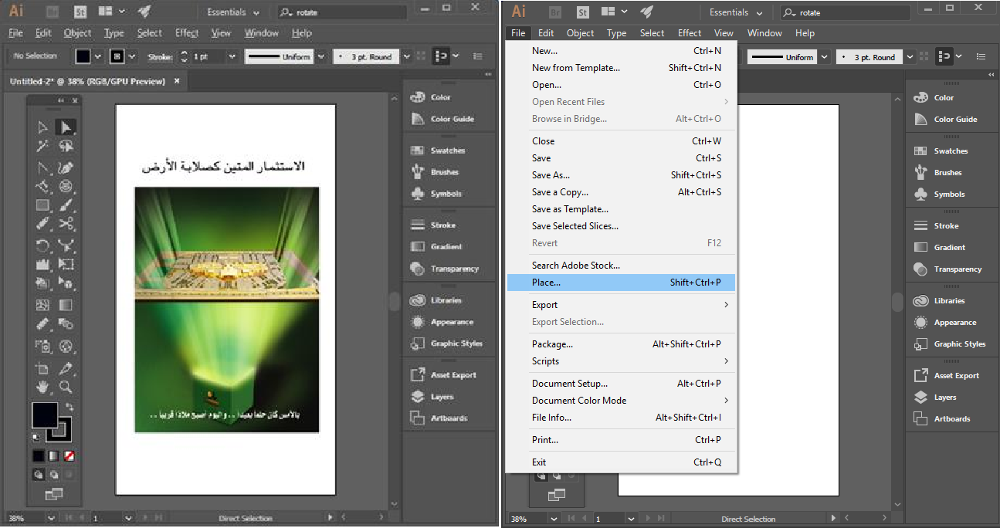 Ai Br St Essentials rotate
File Edit Object Type Select Effect View Window Help
No Selection Stroke: 1 pt Uniform 3 pt. Round
Untitled-2* @ 38% (RGB/GPU Preview) ×
الاستثمار المتين كصلابة الأرض
بالأمس كان حلما بعيدا .. واليوم أصبح ملاذا قريبا ..
Color
Color Guide
Swatches
Brushes
Symbols
Stroke
Gradient
Transparency
Libraries
Appearance
Graphic Styles
Asset Export
Layers
Artboards
38% 1 Direct Selection
Ai Br St Essentials rotate
File Edit Object Type Select Effect View Window Help
Uniform 3 pt. Round
New... Ctrl+N
New from Template... Shift+Ctrl+N
Open... Ctrl+O
Open Recent Files
Browse in Bridge... Alt+Ctrl+O
Close Ctrl+W
Save Ctrl+S
Save As... Shift+Ctrl+S
Save a Copy... Alt+Ctrl+S
Save as Template...
Save Selected Slices...
Revert F12
Search Adobe Stock...
Place... Shift+Ctrl+P
Export
Export Selection...
Package... Alt+Shift+Ctrl+P
Scripts
Document Setup... Alt+Ctrl+P
Document Color Mode
File Info... Alt+Shift+Ctrl+I
Print... Ctrl+P
Exit Ctrl+Q
Color
Color Guide
Swatches
Brushes
Symbols
Stroke
Gradient
Transparency
Libraries
Appearance
Graphic Styles
Asset Export
Layers
Artboards
38% 1 Direct Selection